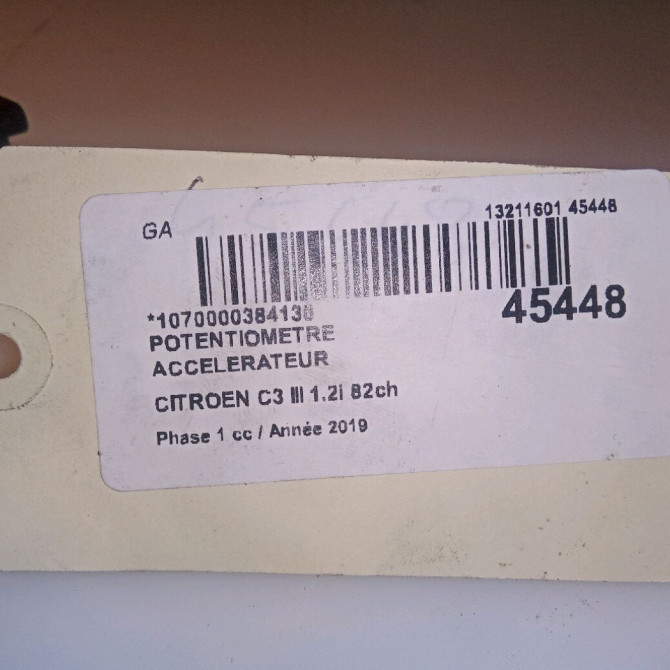 GA
13211601 45448
*1070000384130
45448
POTENTIOMETRE
ACCELERATEUR
CITROEN C3 III 1.2i 82ch
Phase 1 cc / Année 2019